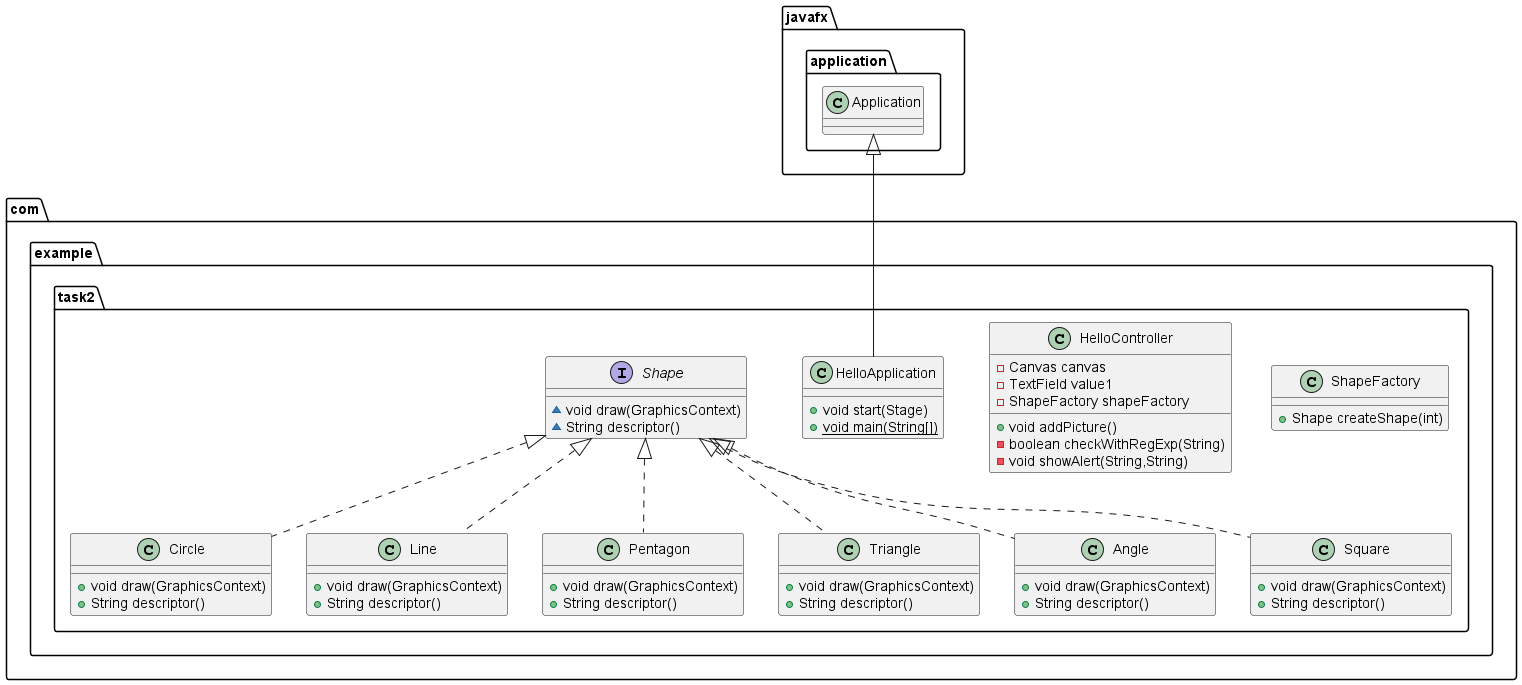 javafx
application
C Application
com
example
task2
I Shape
void draw(GraphicsContext)
String descriptor()
C HelloApplication
void start(Stage)
void main(String[])
C HelloController
Canvas canvas
TextField value1
ShapeFactory shapeFactory
void addPicture()
boolean checkWithRegExp(String)
void showAlert(String,String)
C ShapeFactory
Shape createShape(int)
C Circle
void draw(GraphicsContext)
String descriptor()
C Line
void draw(GraphicsContext)
String descriptor()
C Pentagon
void draw(GraphicsContext)
String descriptor()
C Triangle
void draw(GraphicsContext)
String descriptor()
C Angle
void draw(GraphicsContext)
String descriptor()
C Square
void draw(GraphicsContext)
String descriptor()